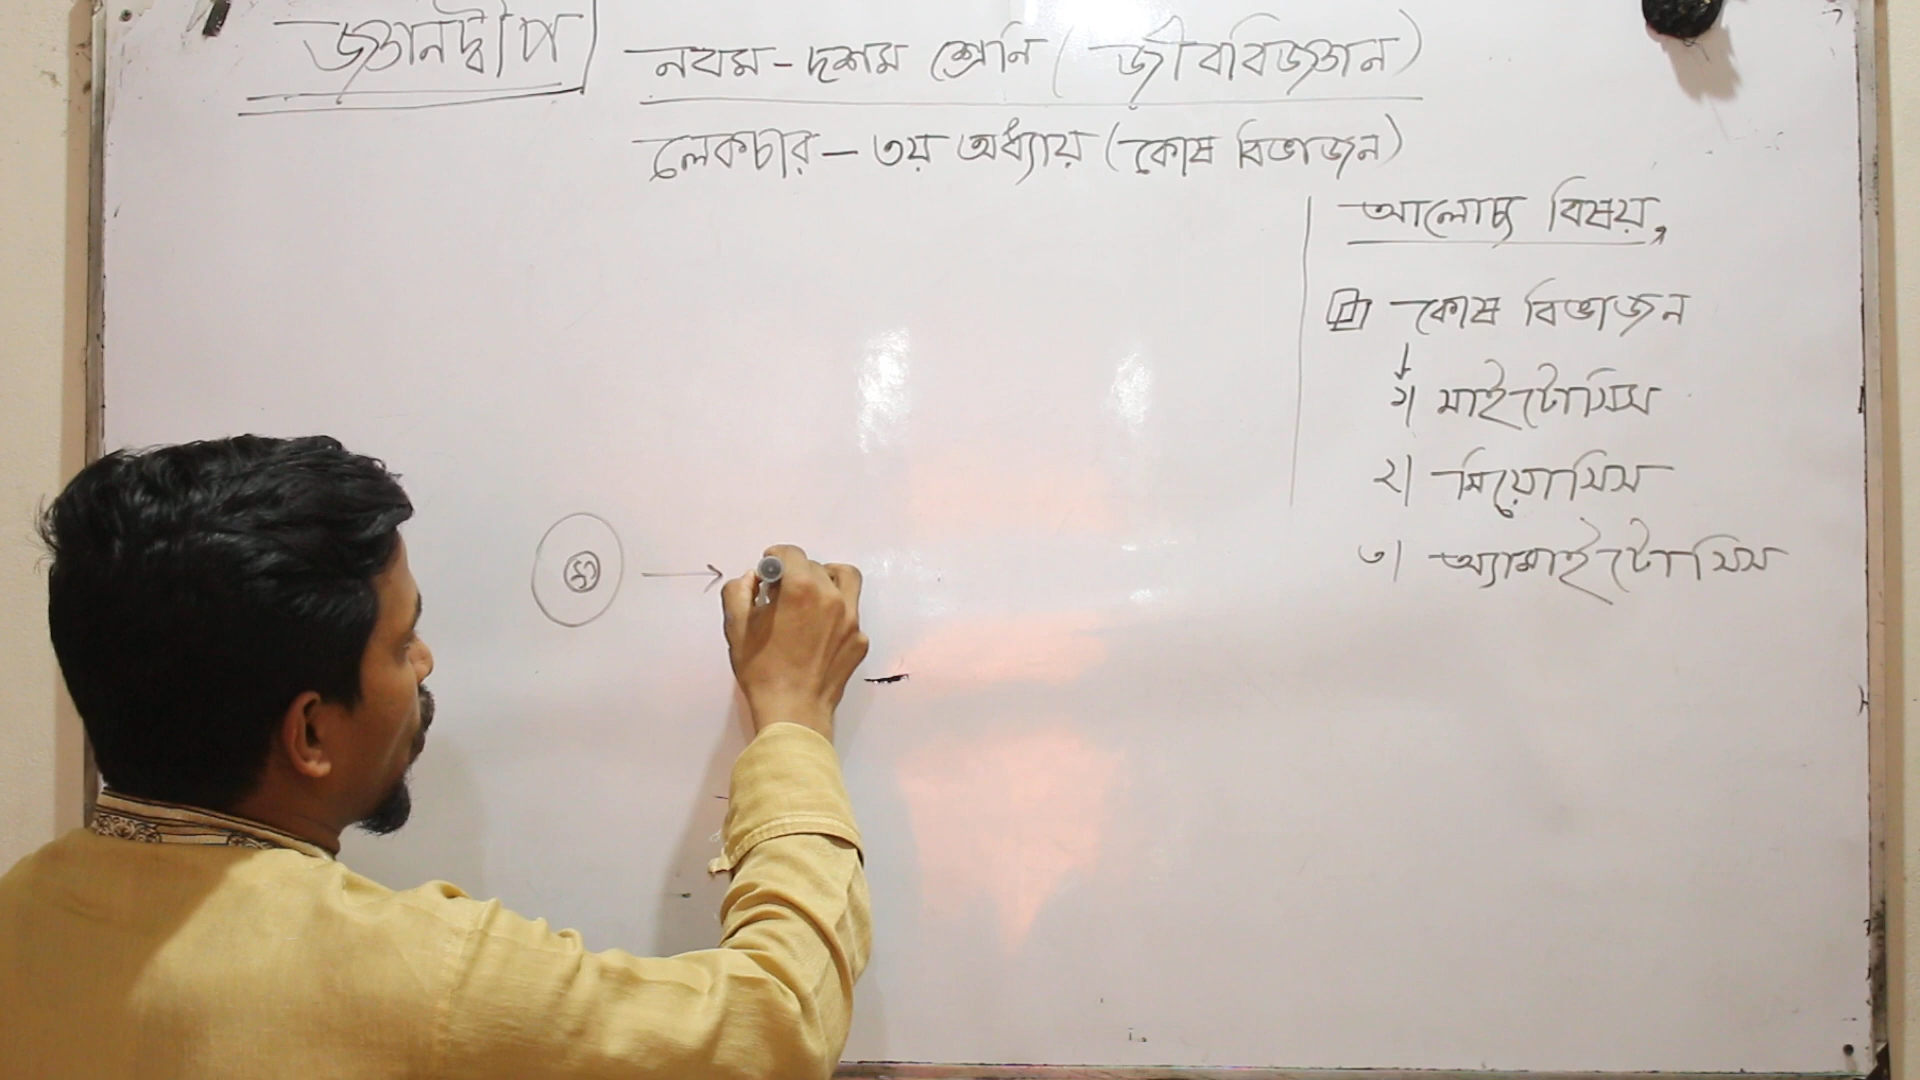 জ্ঞানদ্বীপ
নবম-দশম শ্রেনি (জীববিজ্ঞান)
লেকচার - ৩য় অধ্যায় (কোষ বিভাজন)
আলোচ্য বিষয়,
কোষ বিভাজন
১| মাইটোসিস
২| মিয়োসিস
৩| অ্যামাইটোসিস